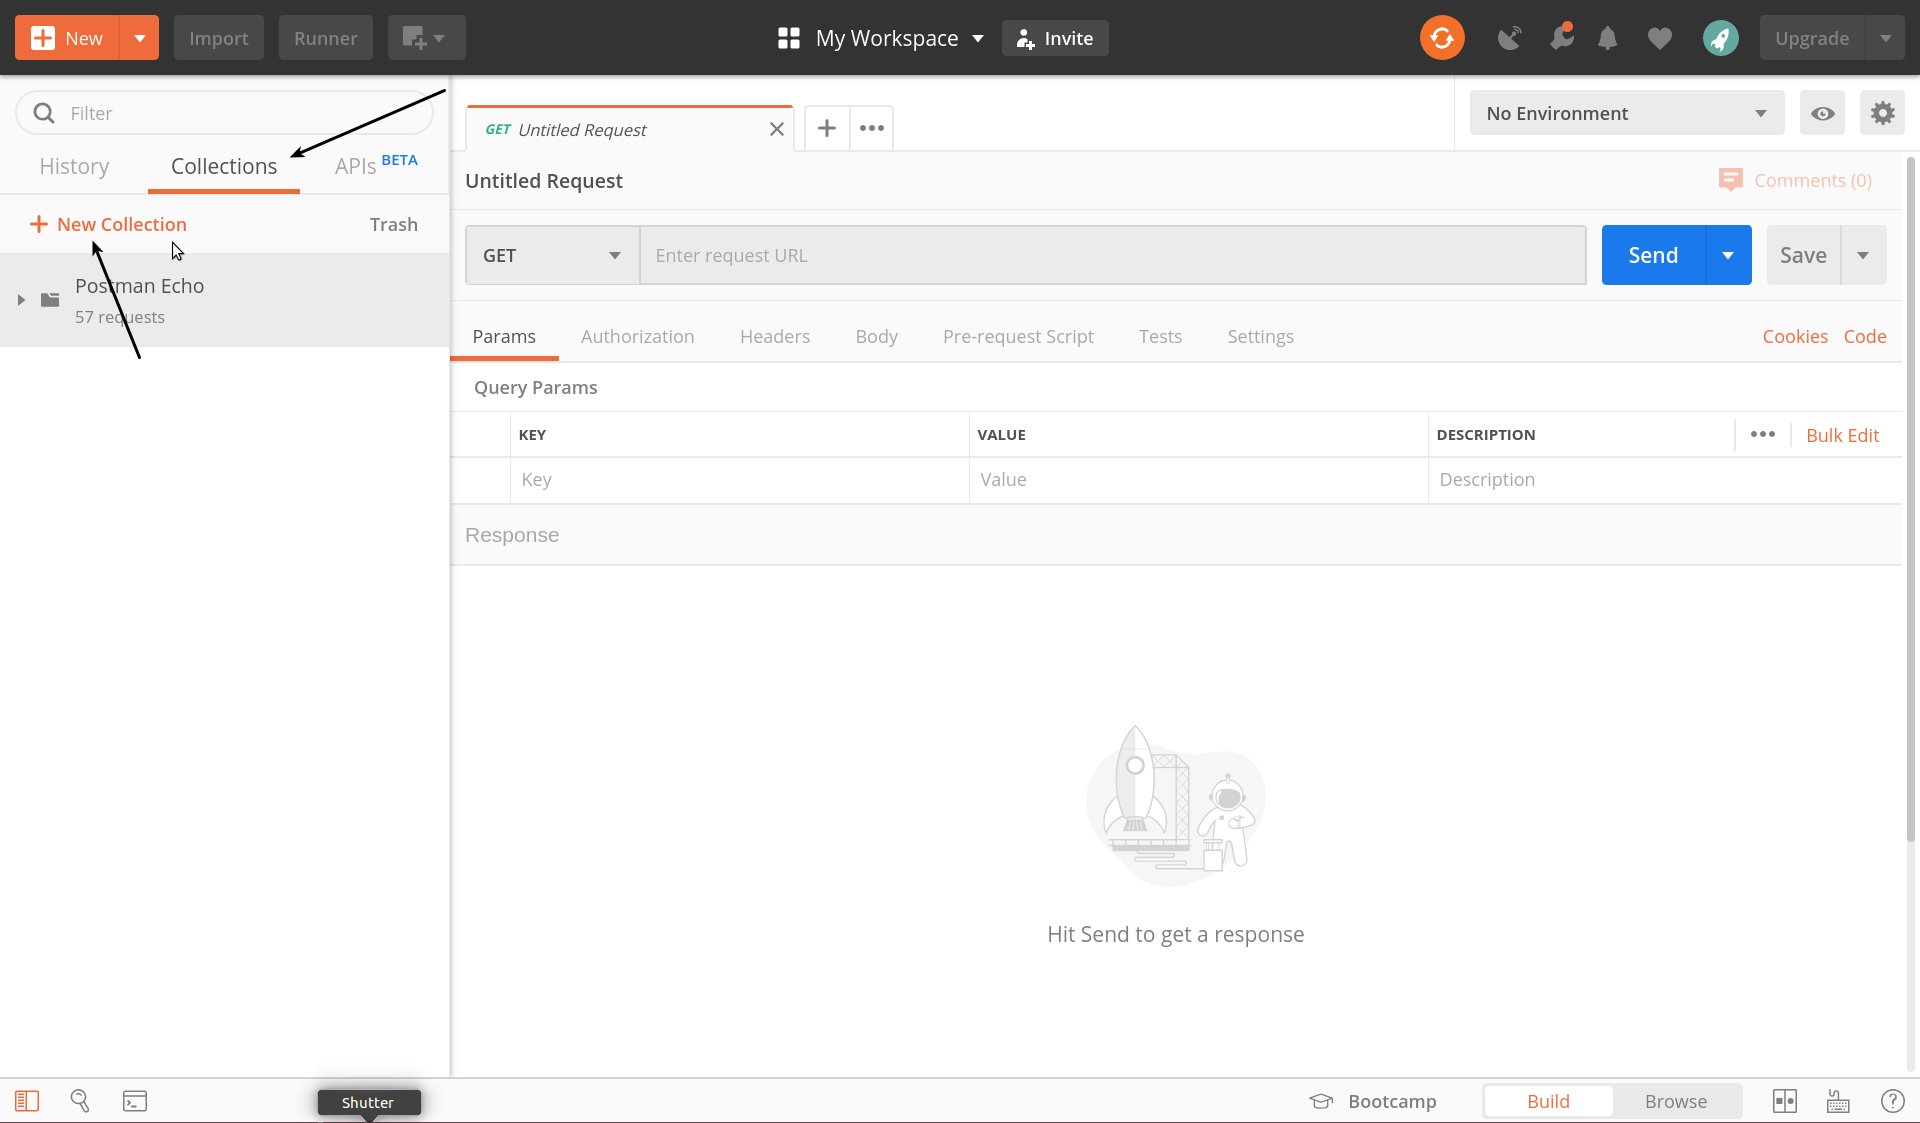 New
Import
Runner
My Workspace
Invite
Upgrade
Filter
History
Collections
APIs BETA
+ New Collection
Trash
Postman Echo
57 requests
GET Untitled Request
No Environment
Untitled Request
Comments (0)
GET
Enter request URL
Send
Save
Params
Authorization
Headers
Body
Pre-request Script
Tests
Settings
Cookies
Code
Query Params
KEY
VALUE
DESCRIPTION
Bulk Edit
Key
Value
Description
Response
Hit Send to get a response
Shutter
Bootcamp
Build
Browse